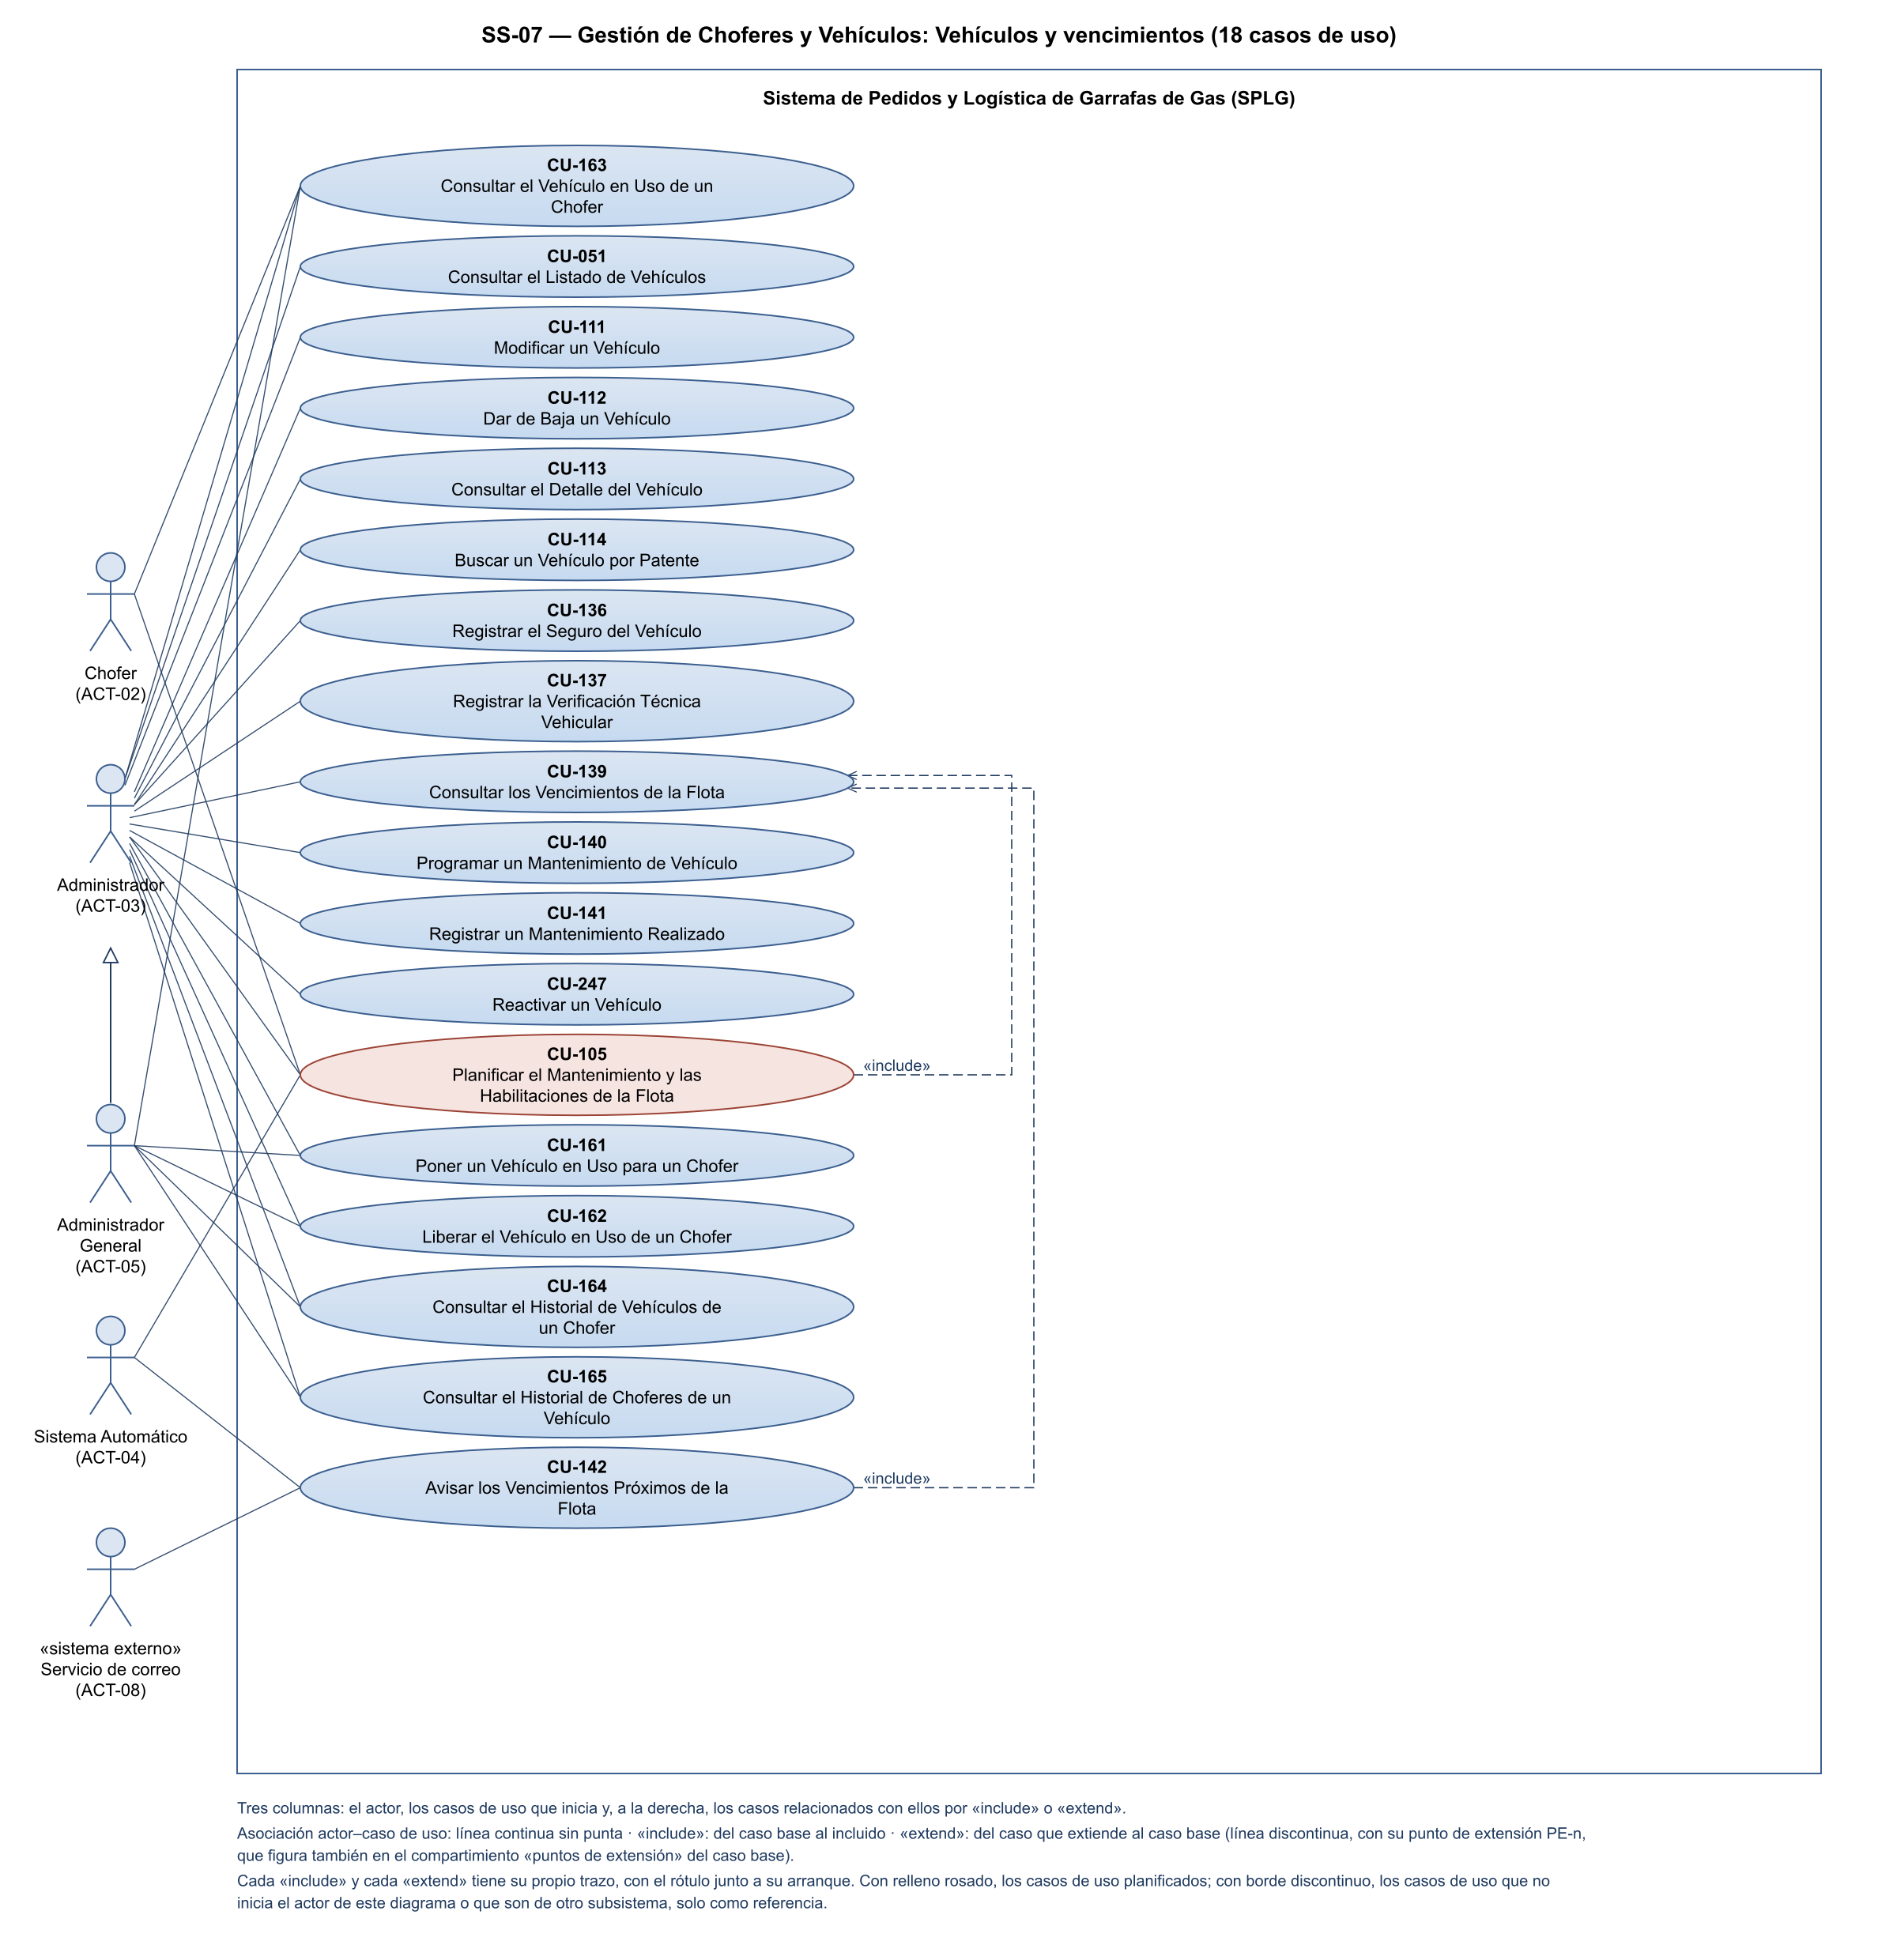 SS-07 — Gestión de Choferes y Vehículos: Vehículos y vencimientos (18 casos de uso)
Sistema de Pedidos y Logística de Garrafas de Gas (SPLG)
CU-163
Consultar el Vehículo en Uso de un
Chofer
CU-051
Consultar el Listado de Vehículos
CU-111
Modificar un Vehículo
CU-112
Dar de Baja un Vehículo
CU-113
Consultar el Detalle del Vehículo
CU-114
Buscar un Vehículo por Patente
CU-136
Registrar el Seguro del Vehículo
Chofer
(ACT-02)
CU-137
Registrar la Verificación Técnica
Vehicular
CU-139
Consultar los Vencimientos de la Flota
CU-140
Programar un Mantenimiento de Vehículo
Administrador
(ACT-03)
CU-141
Registrar un Mantenimiento Realizado
CU-247
Reactivar un Vehículo
CU-105
Planificar el Mantenimiento y las
Habilitaciones de la Flota
«include»
CU-161
Poner un Vehículo en Uso para un Chofer
CU-162
Liberar el Vehículo en Uso de un Chofer
Administrador
General
(ACT-05)
CU-164
Consultar el Historial de Vehículos de
un Chofer
CU-165
Consultar el Historial de Choferes de un
Vehículo
Sistema Automático
(ACT-04)
CU-142
Avisar los Vencimientos Próximos de la
Flota
«include»
«sistema externo»
Servicio de correo
(ACT-08)
Tres columnas: el actor, los casos de uso que inicia y, a la derecha, los casos relacionados con ellos por «include» o «extend».
Asociación actor–caso de uso: línea continua sin punta · «include»: del caso base al incluido · «extend»: del caso que extiende al caso base (línea discontinua, con su punto de extensión PE-n,
que figura también en el compartimiento «puntos de extensión» del caso base).
Cada «include» y cada «extend» tiene su propio trazo, con el rótulo junto a su arranque. Con relleno rosado, los casos de uso planificados; con borde discontinuo, los casos de uso que no
inicia el actor de este diagrama o que son de otro subsistema, solo como referencia.